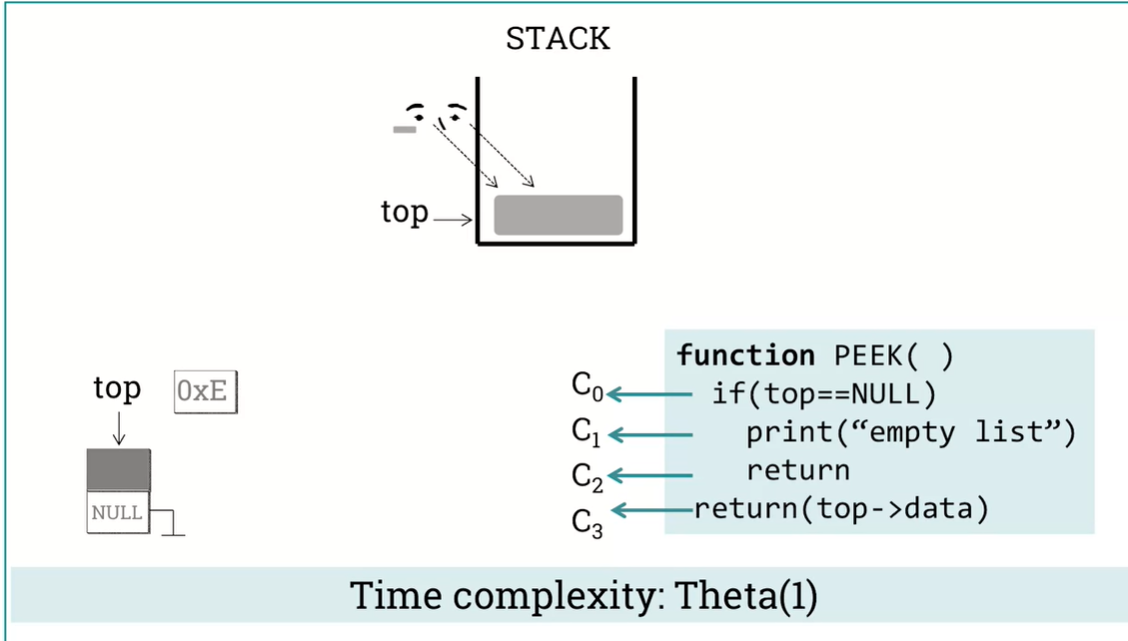 STACK
top
top 0xE
NULL
function PEEK( )
C₀ if(top==NULL)
C₁ print(“empty list”)
C₂ return
C₃ return(top->data)
Time complexity: Theta(1)